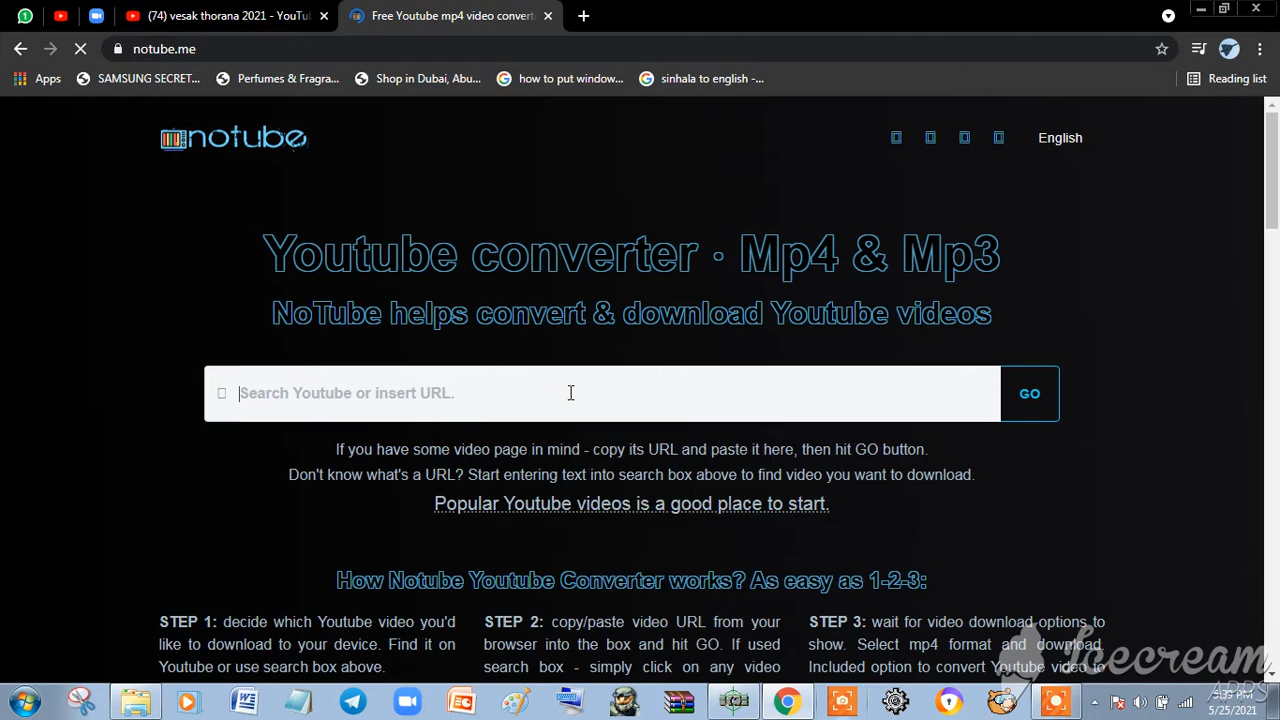 (74) vesak thorana 2021 - YouTu
Free Youtube mp4 video convert
notube.me
Apps
SAMSUNG SECRET...
Perfumes & Fragra...
Shop in Dubai, Abu...
how to put window...
sinhala to english -...
Reading list
notube
English
Youtube converter · Mp4 & Mp3
NoTube helps convert & download Youtube videos
Search Youtube or insert URL.
GO
If you have some video page in mind - copy its URL and paste it here, then hit GO button.
Don't know what's a URL? Start entering text into search box above to find video you want to download.
Popular Youtube videos is a good place to start.
How Notube Youtube Converter works? As easy as 1-2-3:
STEP 1: decide which Youtube video you'd
like to download to your device. Find it on
Youtube or use search box above.
STEP 2: copy/paste video URL from your
browser into the box and hit GO. If used
search box - simply click on any video
STEP 3: wait for video download options to
show. Select mp4 format and download.
Included option to convert Youtube video to
Icecream
APPS
5/25/2021